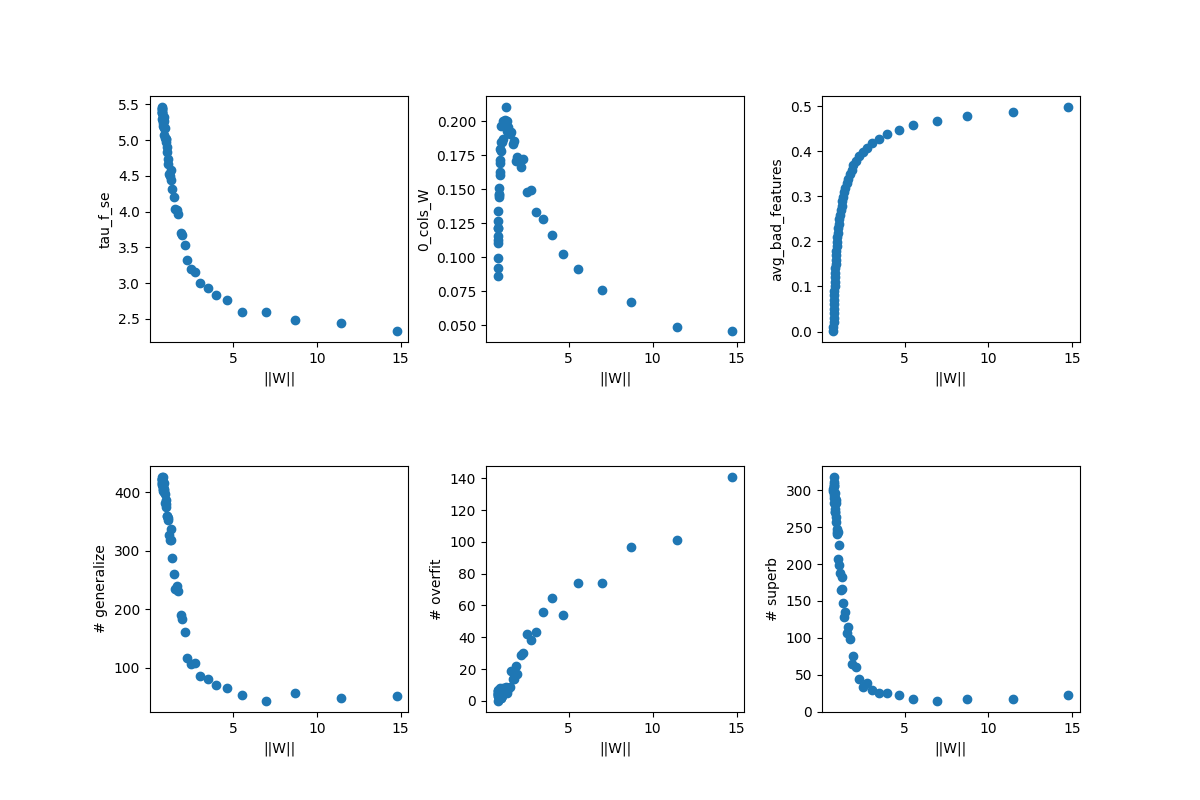 tau_f_se
5.5
5.0
4.5
4.0
3.5
3.0
2.5
5 10 15
||W||
0_cols_W
0.200
0.175
0.150
0.125
0.100
0.075
0.050
5 10 15
||W||
avg_bad_features
0.5
0.4
0.3
0.2
0.1
0.0
5 10 15
||W||
# generalize
400
300
200
100
5 10 15
||W||
# overfit
140
120
100
80
60
40
20
0
5 10 15
||W||
# superb
300
250
200
150
100
50
0
5 10 15
||W||